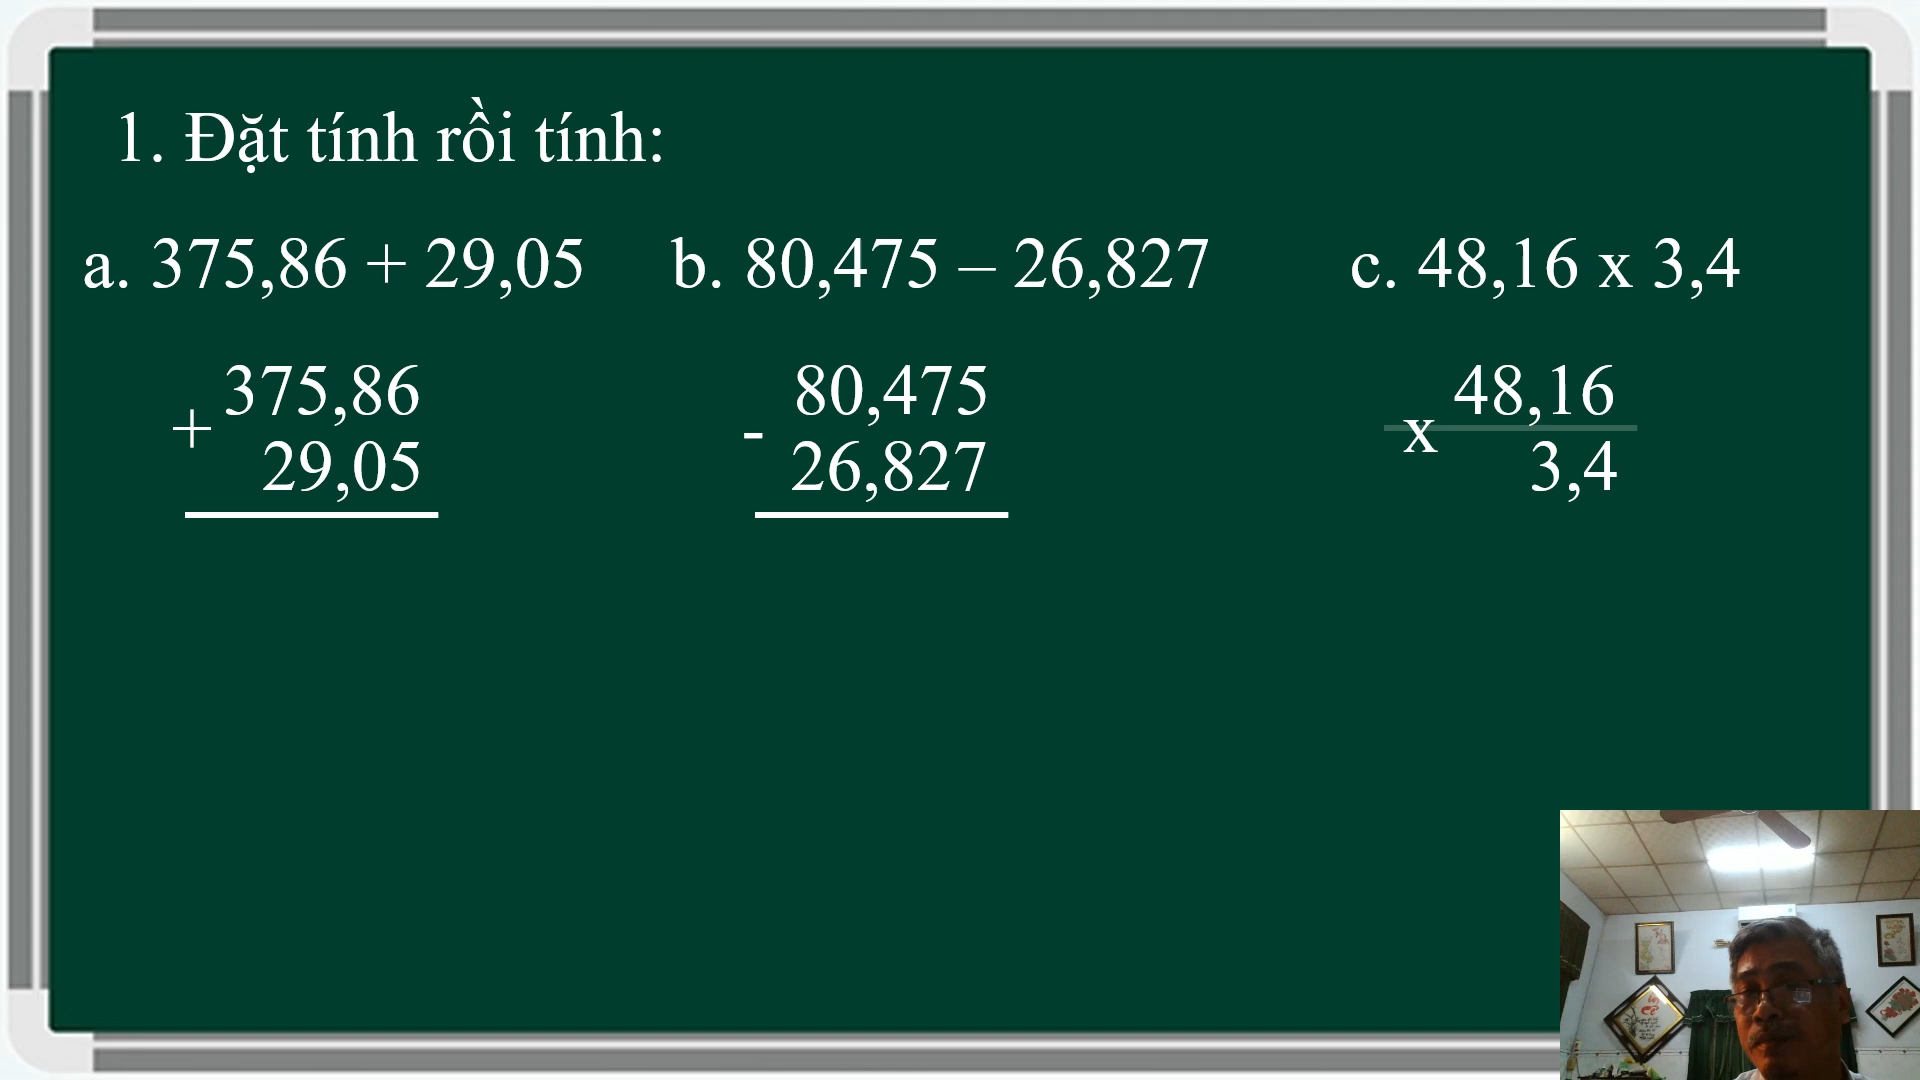 1. Đặt tính rồi tính:
a. 375,86 + 29,05
b. 80,475 – 26,827
c. 48,16 x 3,4
375,86
+
29,05
80,475
-
26,827
48,16
x
3,4